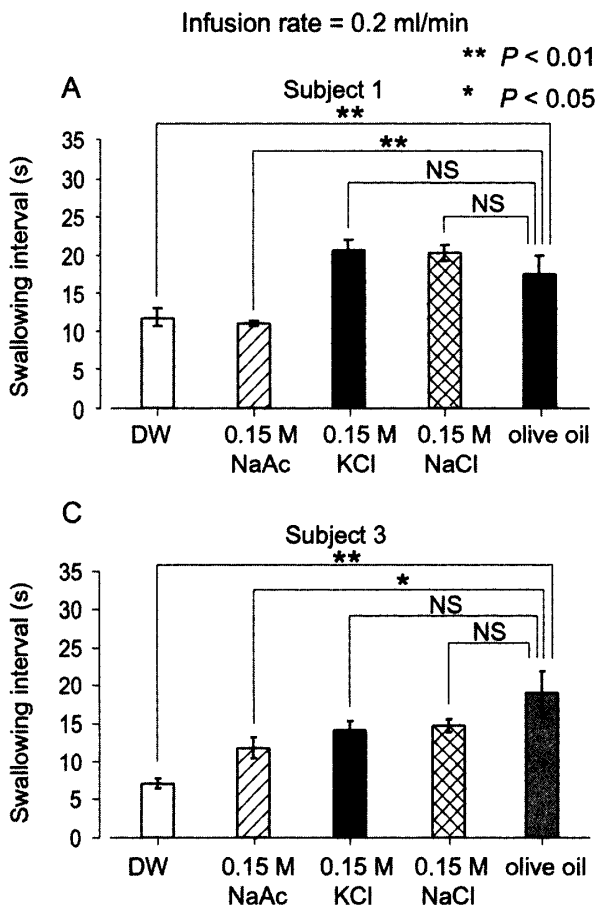 Infusion rate = 0.2 ml/min
** P < 0.01
* P < 0.05
A
Subject 1
**
**
NS
NS
Swallowing interval (s)
35
30
25
20
15
10
5
0
DW 0.15 M 0.15 M 0.15 M olive oil
NaAc KCl NaCl
C
Subject 3
**
*
NS
NS
Swallowing interval (s)
35
30
25
20
15
10
5
0
DW 0.15 M 0.15 M 0.15 M olive oil
NaAc KCl NaCl